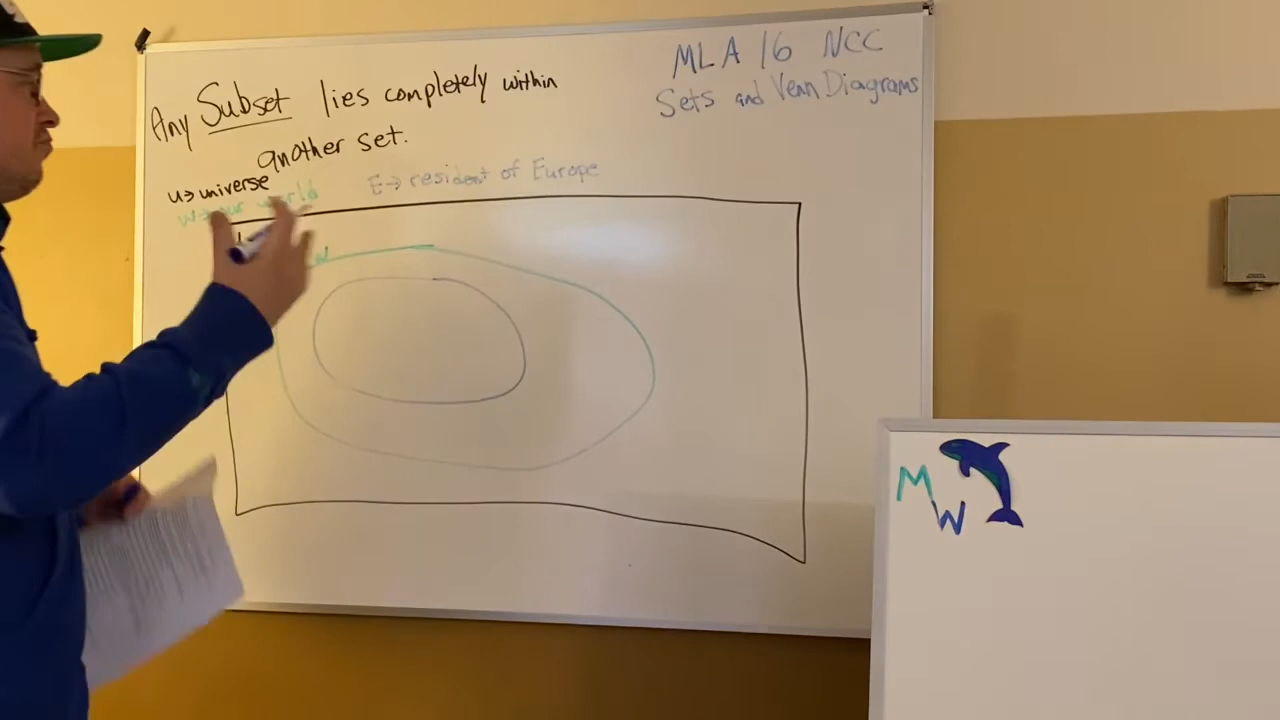 Any Subset lies completely within
another set.
MLA 16 NCC
Sets and Venn Diagrams
u→universe
W→our world
E→resident of Europe
W
M
W